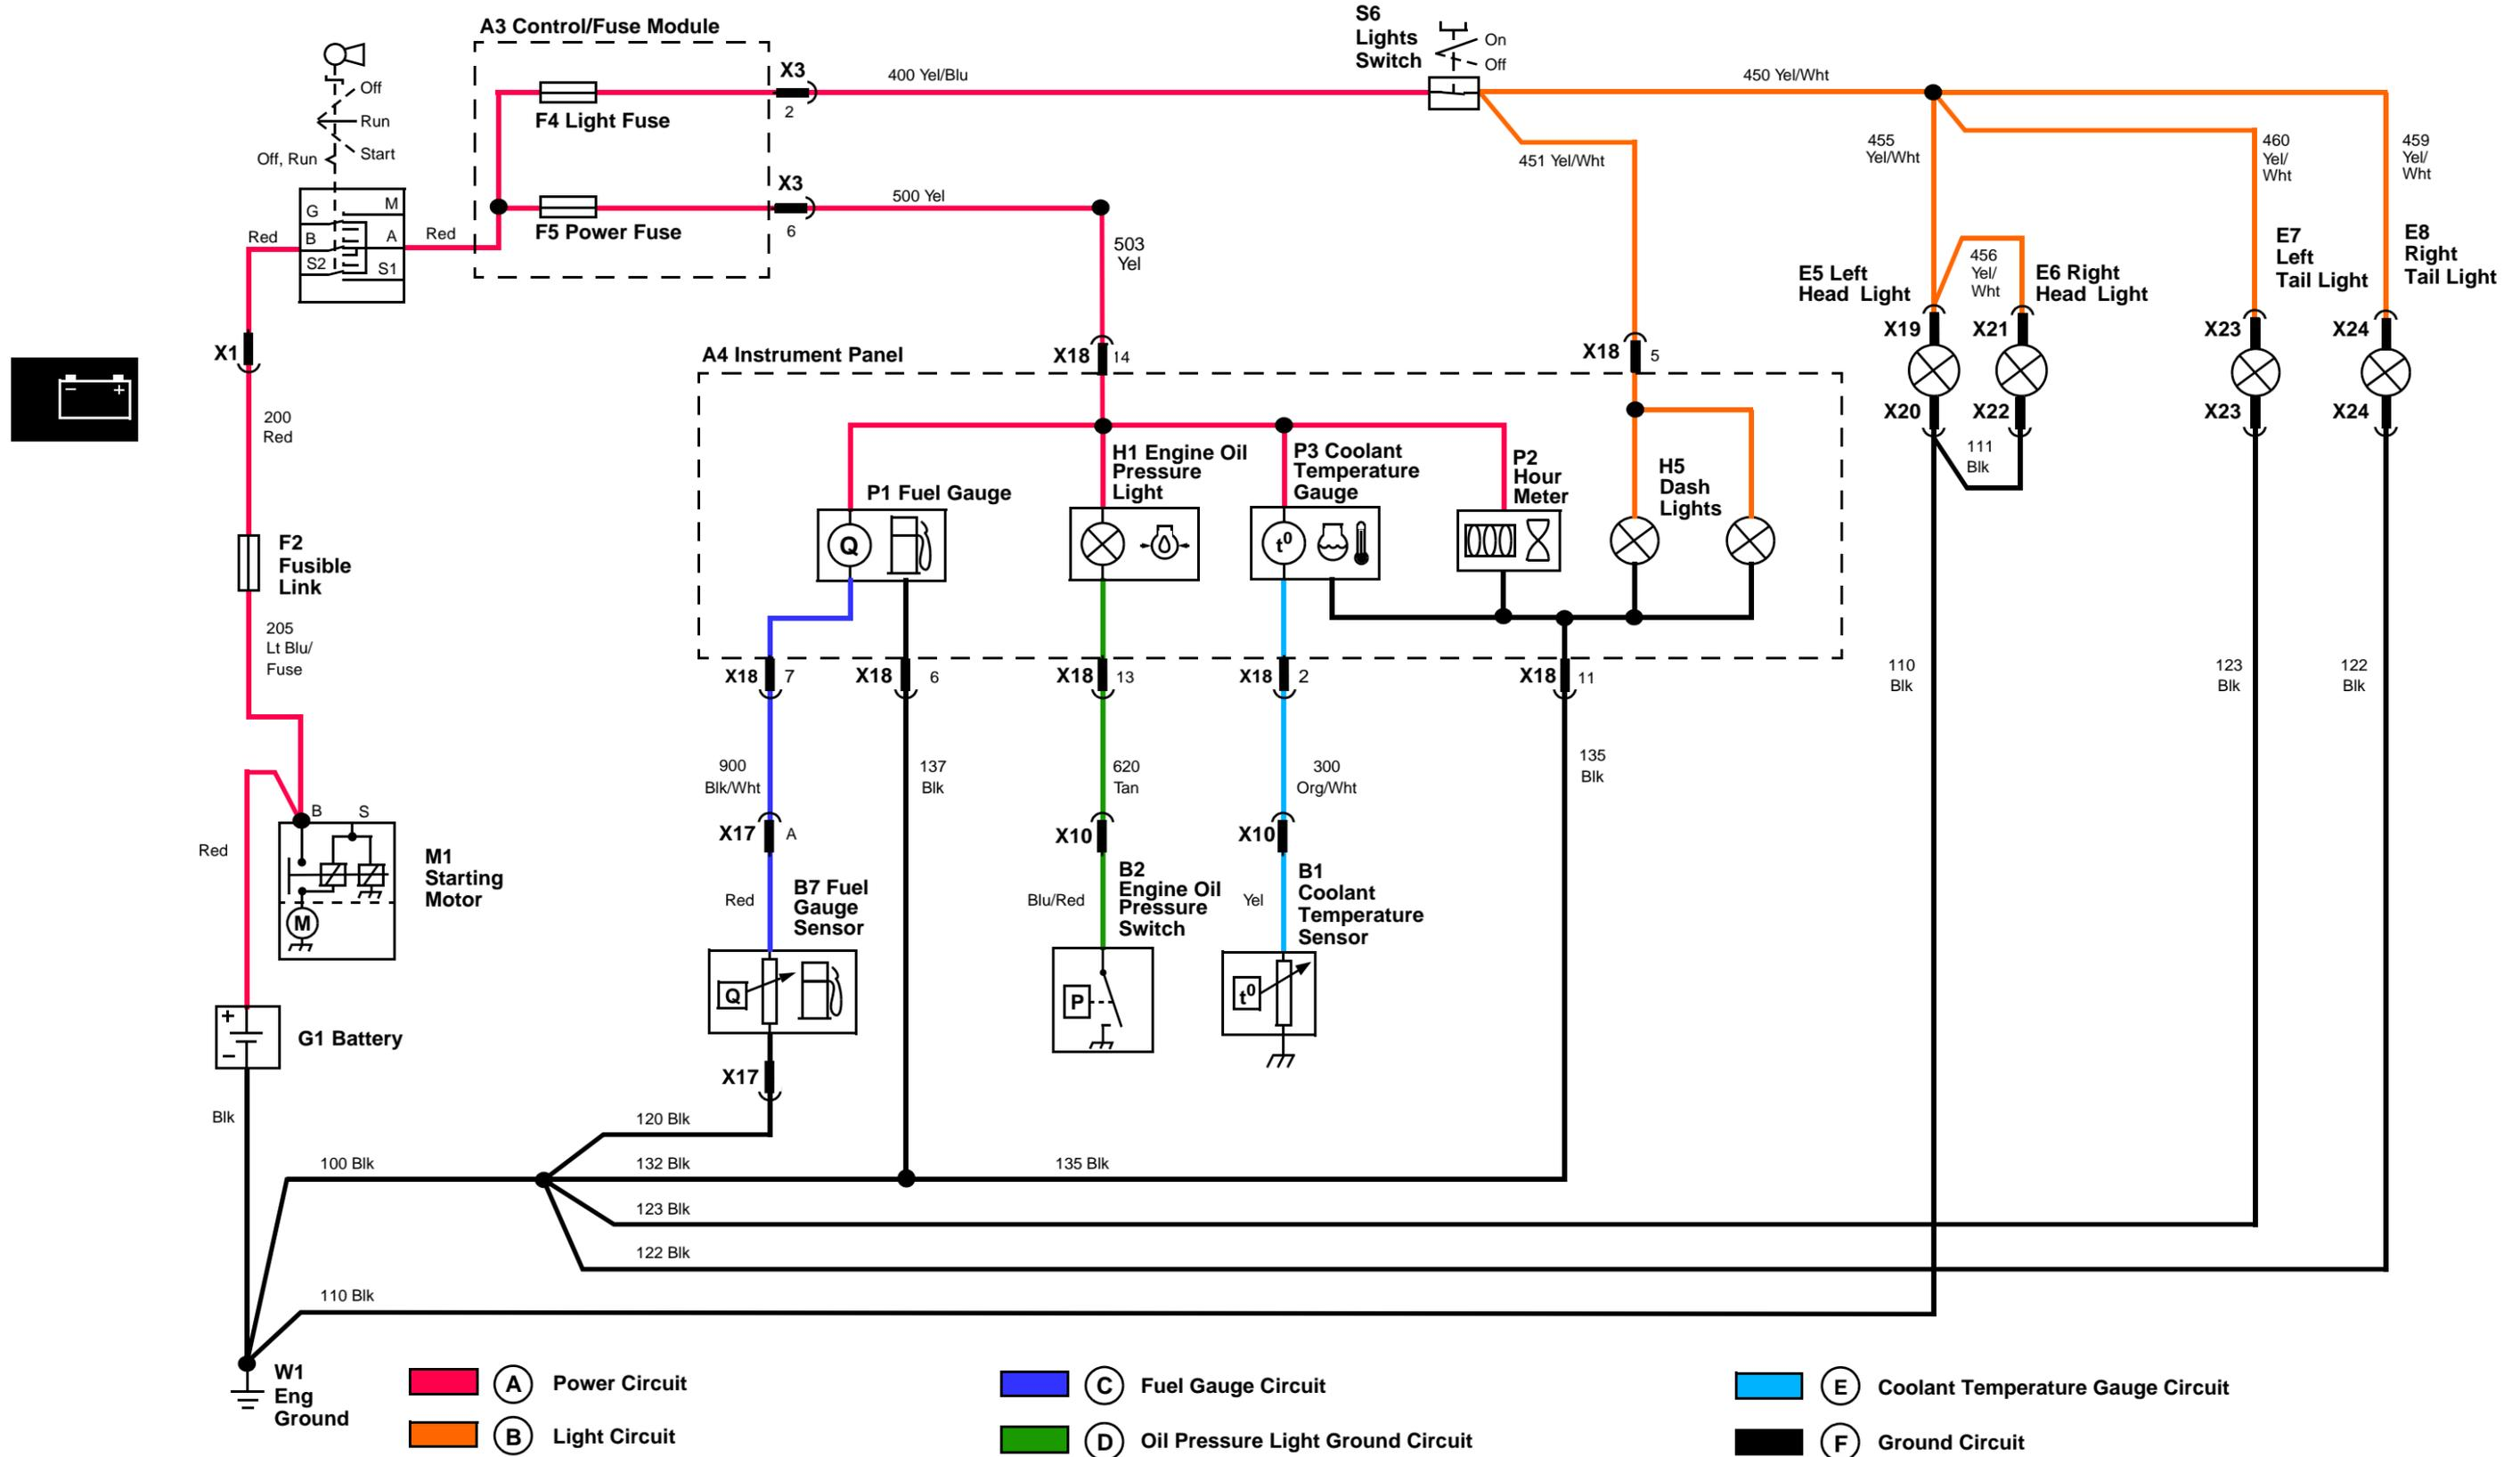 A3 Control/Fuse Module
S6
Lights
Switch
On
Off
Off
Run
Start
Off, Run
X3
2
400 Yel/Blu
F4 Light Fuse
450 Yel/Wht
451 Yel/Wht
455
Yel/Wht
460
Yel/
Wht
459
Yel/
Wht
G
M
B
A
S2
S1
Red
Red
X3
6
500 Yel
F5 Power Fuse
503
Yel
E5 Left
Head Light
456
Yel/
Wht
E6 Right
Head Light
E7
Left
Tail Light
E8
Right
Tail Light
X1
- +
200
Red
A4 Instrument Panel
X18 14
X18 5
X19
X21
X23
X24
X20
X22
X23
X24
111
Blk
P1 Fuel Gauge
Q
H1 Engine Oil
Pressure
Light
P3 Coolant
Temperature
Gauge
t0
P2
Hour
Meter
H5
Dash
Lights
F2
Fusible
Link
205
Lt Blu/
Fuse
X18 7
X18 6
X18 13
X18 2
X18 11
110
Blk
123
Blk
122
Blk
900
Blk/Wht
137
Blk
620
Tan
300
Org/Wht
135
Blk
B
S
Red
M
M1
Starting
Motor
X17 A
X10
X10
Red
B7 Fuel
Gauge
Sensor
Q
Blu/Red
B2
Engine Oil
Pressure
Switch
P
Yel
B1
Coolant
Temperature
Sensor
t0
+
-
G1 Battery
X17
Blk
120 Blk
100 Blk
132 Blk
135 Blk
123 Blk
122 Blk
110 Blk
W1
Eng
Ground
A Power Circuit
B Light Circuit
C Fuel Gauge Circuit
D Oil Pressure Light Ground Circuit
E Coolant Temperature Gauge Circuit
F Ground Circuit